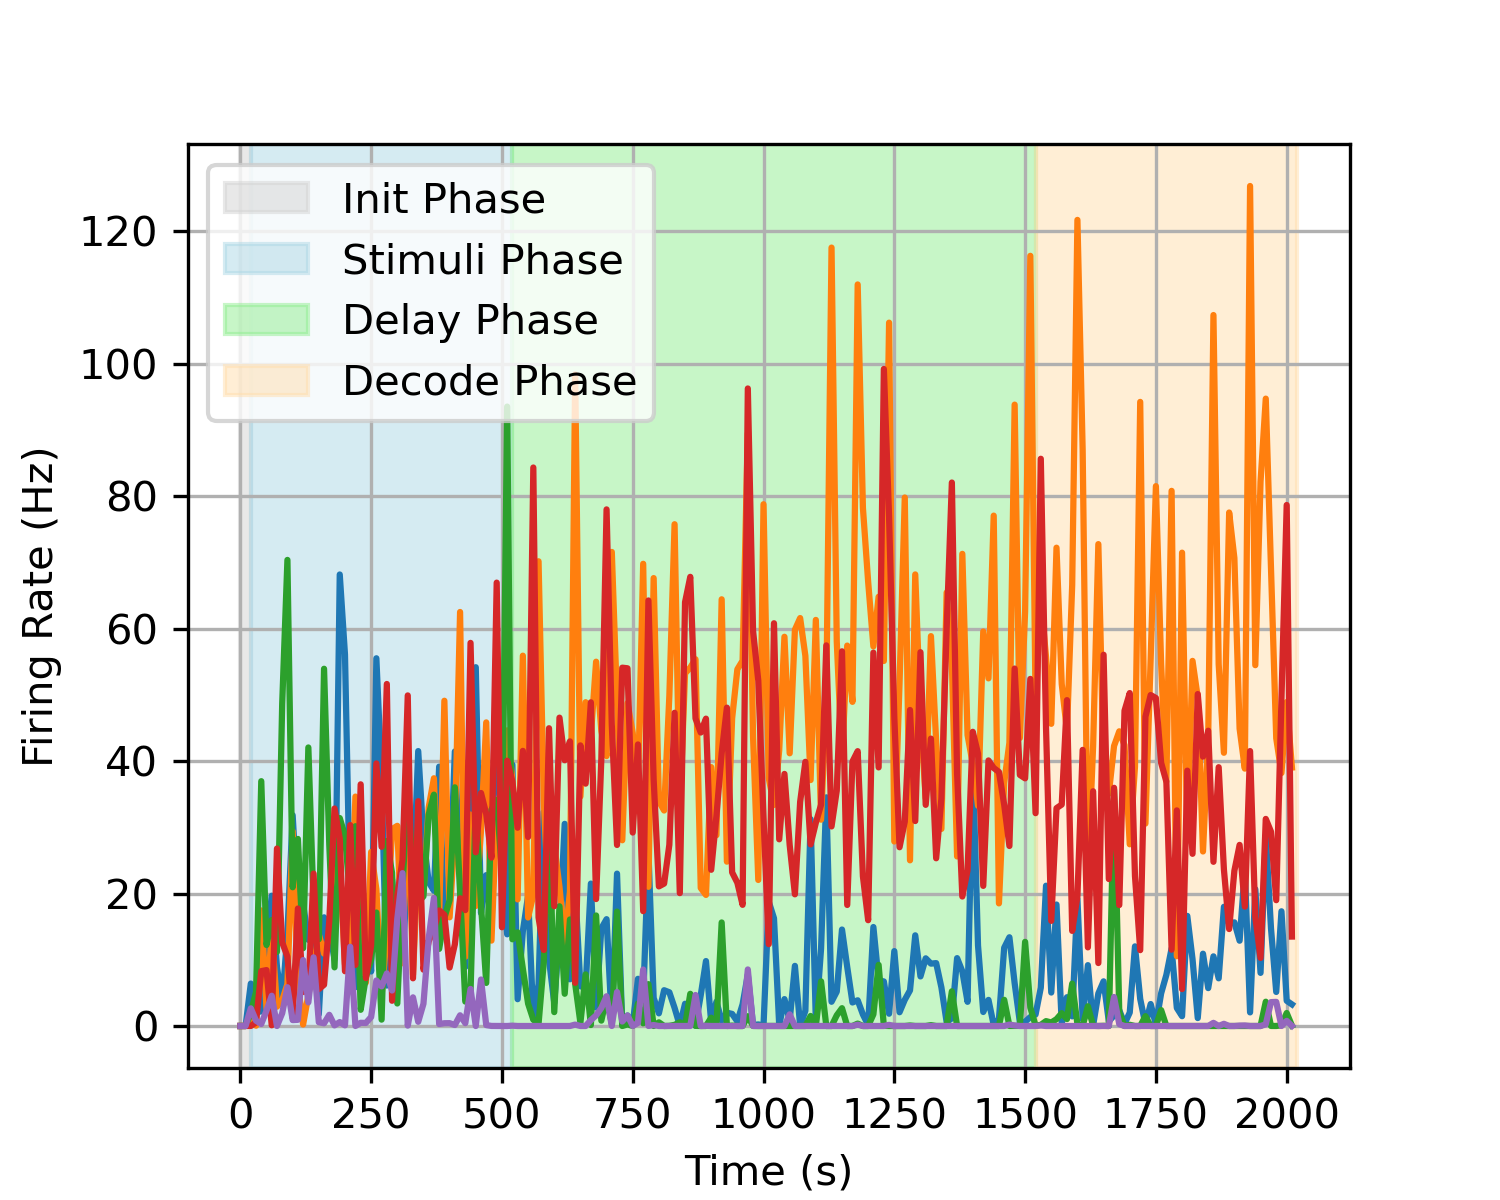 Init Phase
Stimuli Phase
Delay Phase
Decode Phase
120
100
80
60
40
20
0
Firing Rate (Hz)
0 250 500 750 1000 1250 1500 1750 2000
Time (s)